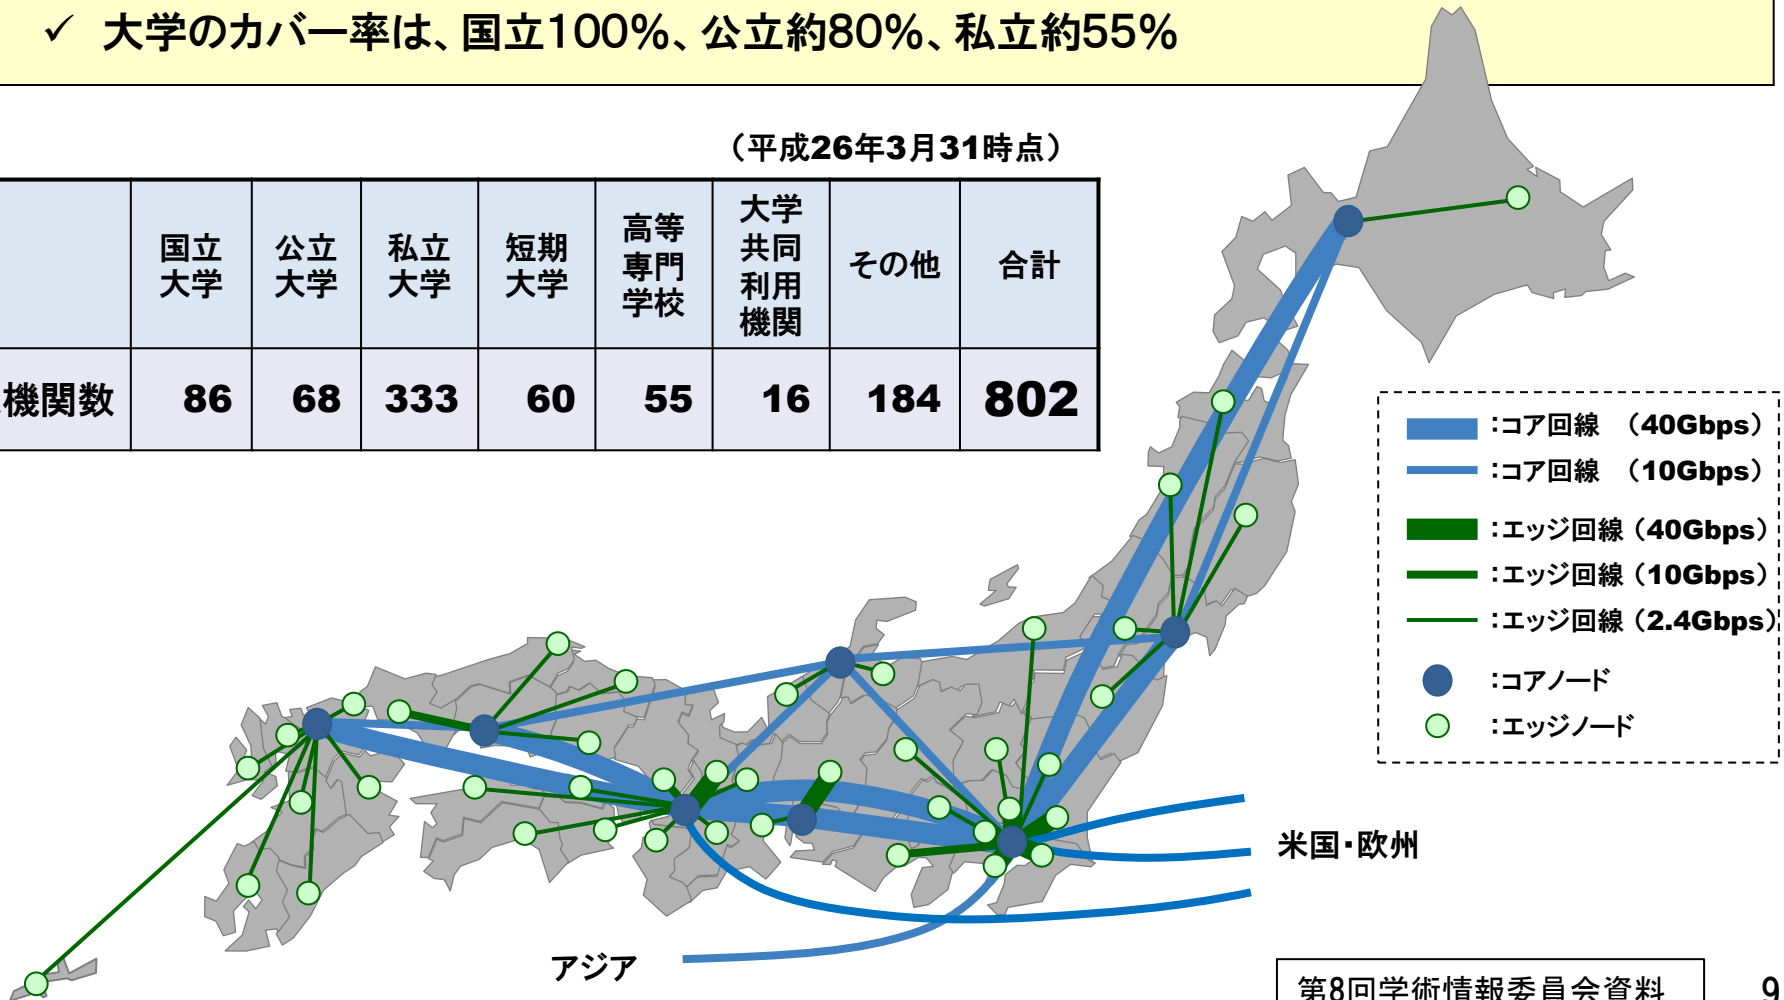 ✓ 大学のカバー率は、国立100%、公立約80%、私立約55%
（平成26年3月31時点）
国立大学 公立大学 私立大学 短期大学 高等専門学校 大学共同利用機関 その他 合計
機関数 86 68 333 60 55 16 184 802
：コア回線 （40Gbps）
：コア回線 （10Gbps）
：エッジ回線（40Gbps）
：エッジ回線（10Gbps）
：エッジ回線（2.4Gbps）
：コアノード
：エッジノード
米国・欧州
アジア
第8回学術情報委員会資料
9